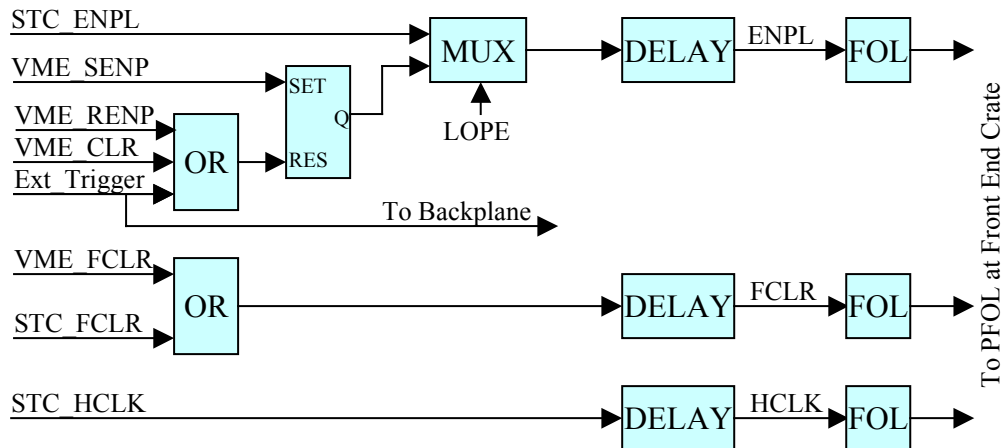 STC_ENPL
MUX
DELAY
ENPL
FOL
VME_SENP
SET
Q
RES
LOPE
VME_RENP
VME_CLR
Ext_Trigger
OR
To Backplane
VME_FCLR
STC_FCLR
OR
DELAY
FCLR
FOL
STC_HCLK
DELAY
HCLK
FOL
To PFOL at Front End Crate